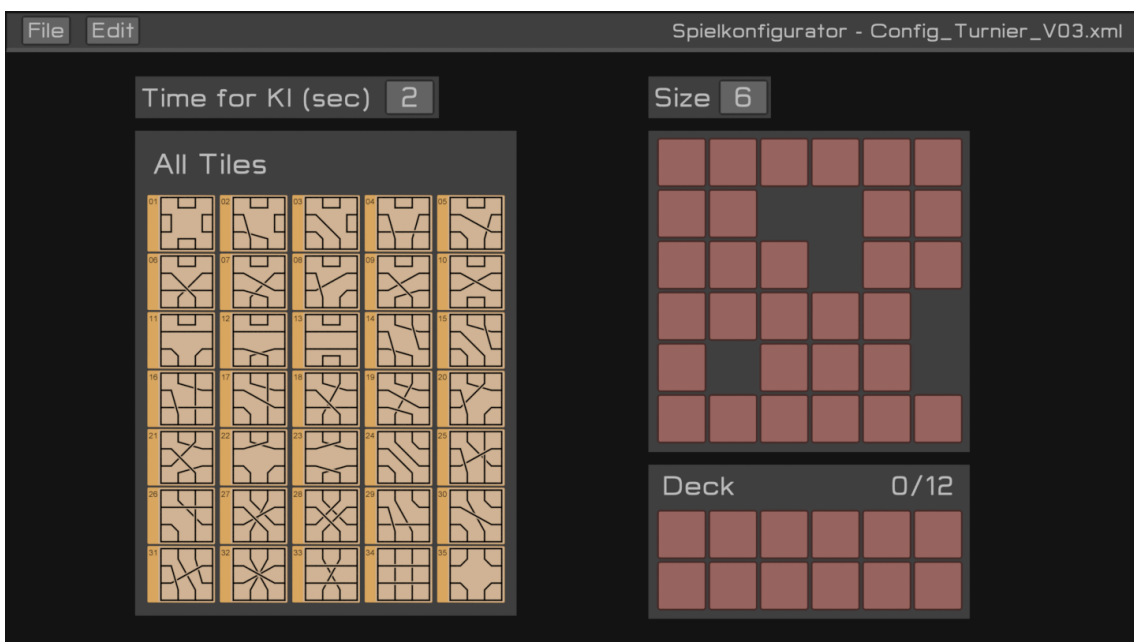 File Edit Spielkonfigurator - Config_Turnier_V03.xml
Time for KI (sec) 2
Size 6
All Tiles
01 02 03 04 05
06 07 08 09 10
11 12 13 14 15
16 17 18 19 20
21 22 23 24 25
26 27 28 29 30
31 32 33 34 35
Deck 0/12